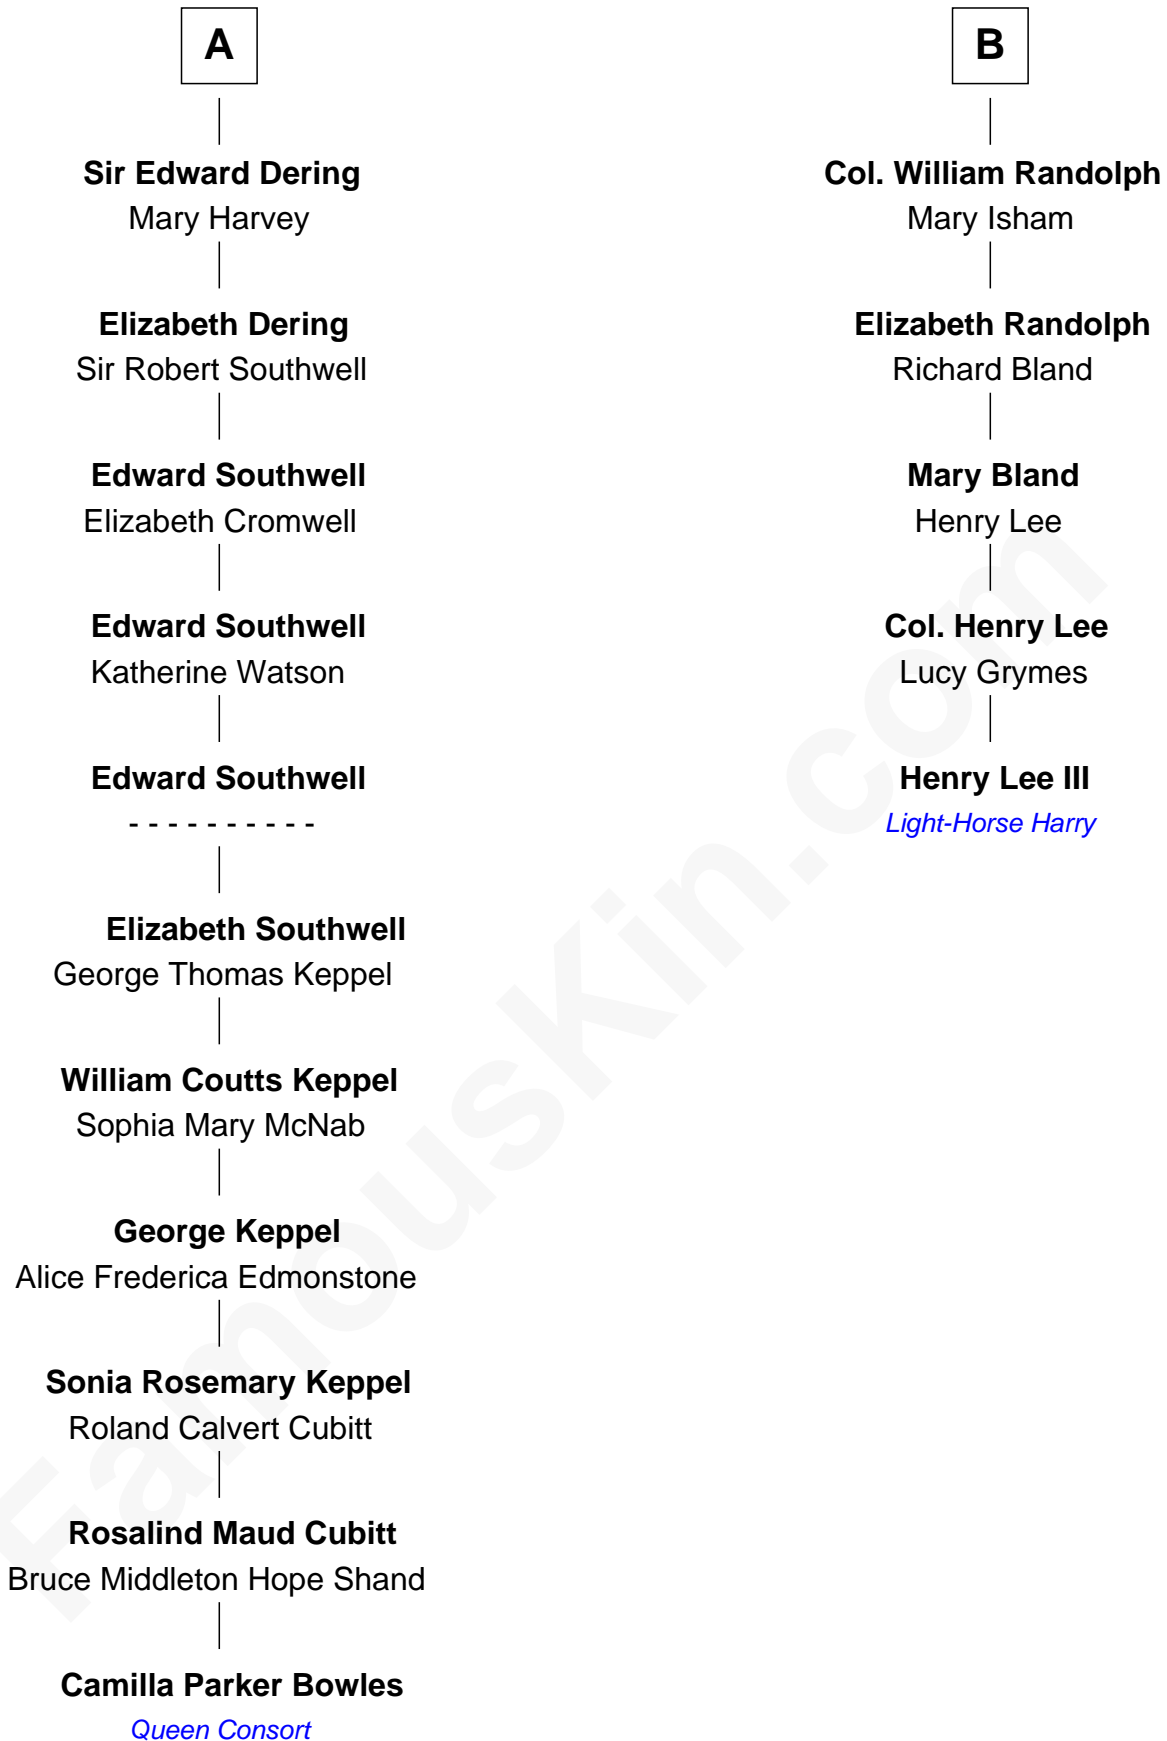 A
Sir Edward Dering
Mary Harvey
Elizabeth Dering
Sir Robert Southwell
Edward Southwell
Elizabeth Cromwell
Edward Southwell
Katherine Watson
Edward Southwell
- - - - - - - - - -
Elizabeth Southwell
George Thomas Keppel
William Coutts Keppel
Sophia Mary McNab
George Keppel
Alice Frederica Edmonstone
Sonia Rosemary Keppel
Roland Calvert Cubitt
Rosalind Maud Cubitt
Bruce Middleton Hope Shand
Camilla Parker Bowles
Queen Consort
B
Col. William Randolph
Mary Isham
Elizabeth Randolph
Richard Bland
Mary Bland
Henry Lee
Col. Henry Lee
Lucy Grymes
Henry Lee III
Light-Horse Harry
FamousKin.com